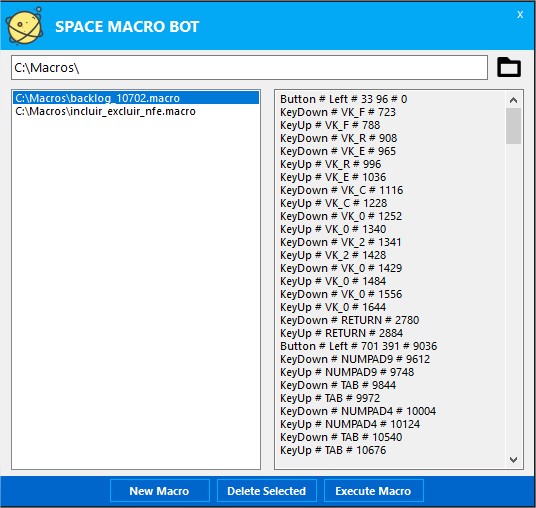 SPACE MACRO BOT
x
C:\Macros\
C:\Macros\backlog_10702.macro
C:\Macros\incluir_excluir_nfe.macro
Button # Left # 33 96 # 0
KeyDown # VK_F # 723
KeyUp # VK_F # 788
KeyDown # VK_R # 908
KeyDown # VK_E # 965
KeyUp # VK_R # 996
KeyUp # VK_E # 1036
KeyDown # VK_C # 1116
KeyUp # VK_C # 1228
KeyDown # VK_0 # 1252
KeyUp # VK_0 # 1340
KeyDown # VK_2 # 1341
KeyUp # VK_2 # 1428
KeyDown # VK_0 # 1429
KeyUp # VK_0 # 1484
KeyDown # VK_0 # 1556
KeyUp # VK_0 # 1644
KeyDown # RETURN # 2780
KeyUp # RETURN # 2884
Button # Left # 701 391 # 9036
KeyDown # NUMPAD9 # 9612
KeyUp # NUMPAD9 # 9748
KeyDown # TAB # 9844
KeyUp # TAB # 9972
KeyDown # NUMPAD4 # 10004
KeyUp # NUMPAD4 # 10124
KeyDown # TAB # 10540
KeyUp # TAB # 10676
New Macro
Delete Selected
Execute Macro